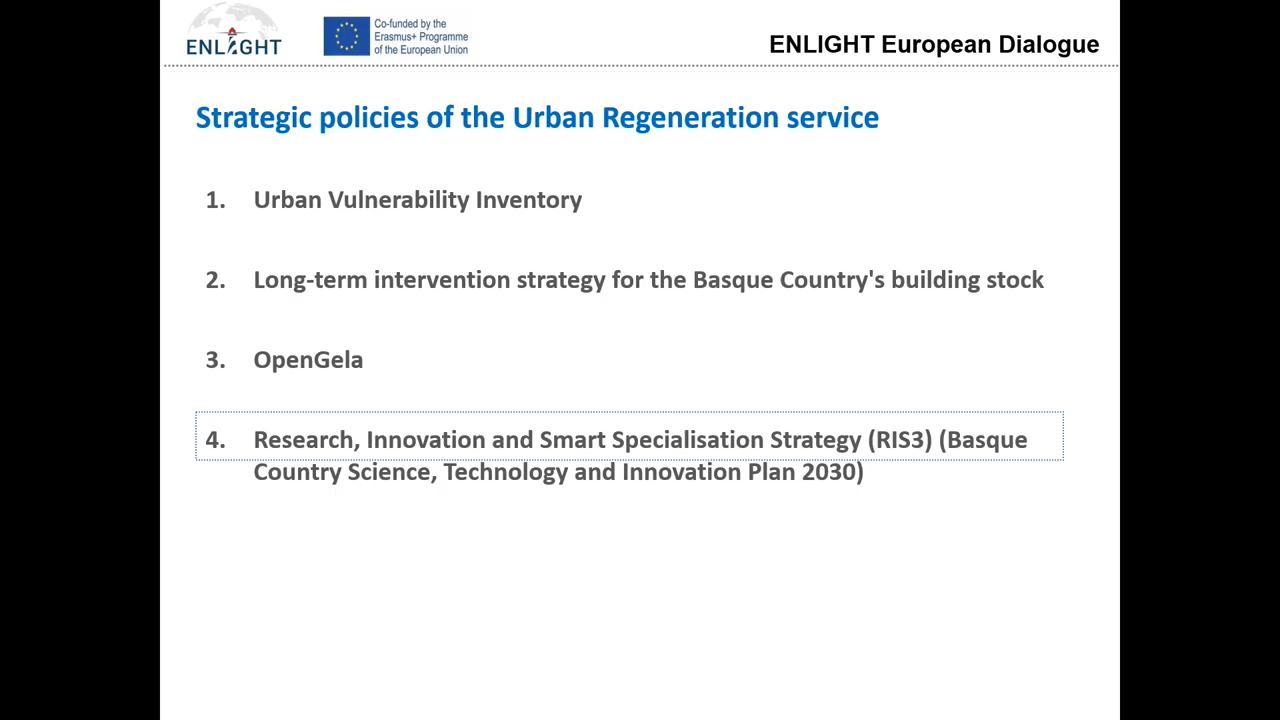 ENLIGHT
Co-funded by the
Erasmus+ Programme
of the European Union
ENLIGHT European Dialogue
Strategic policies of the Urban Regeneration service
1. Urban Vulnerability Inventory
2. Long-term intervention strategy for the Basque Country's building stock
3. OpenGela
4. Research, Innovation and Smart Specialisation Strategy (RIS3) (Basque
Country Science, Technology and Innovation Plan 2030)